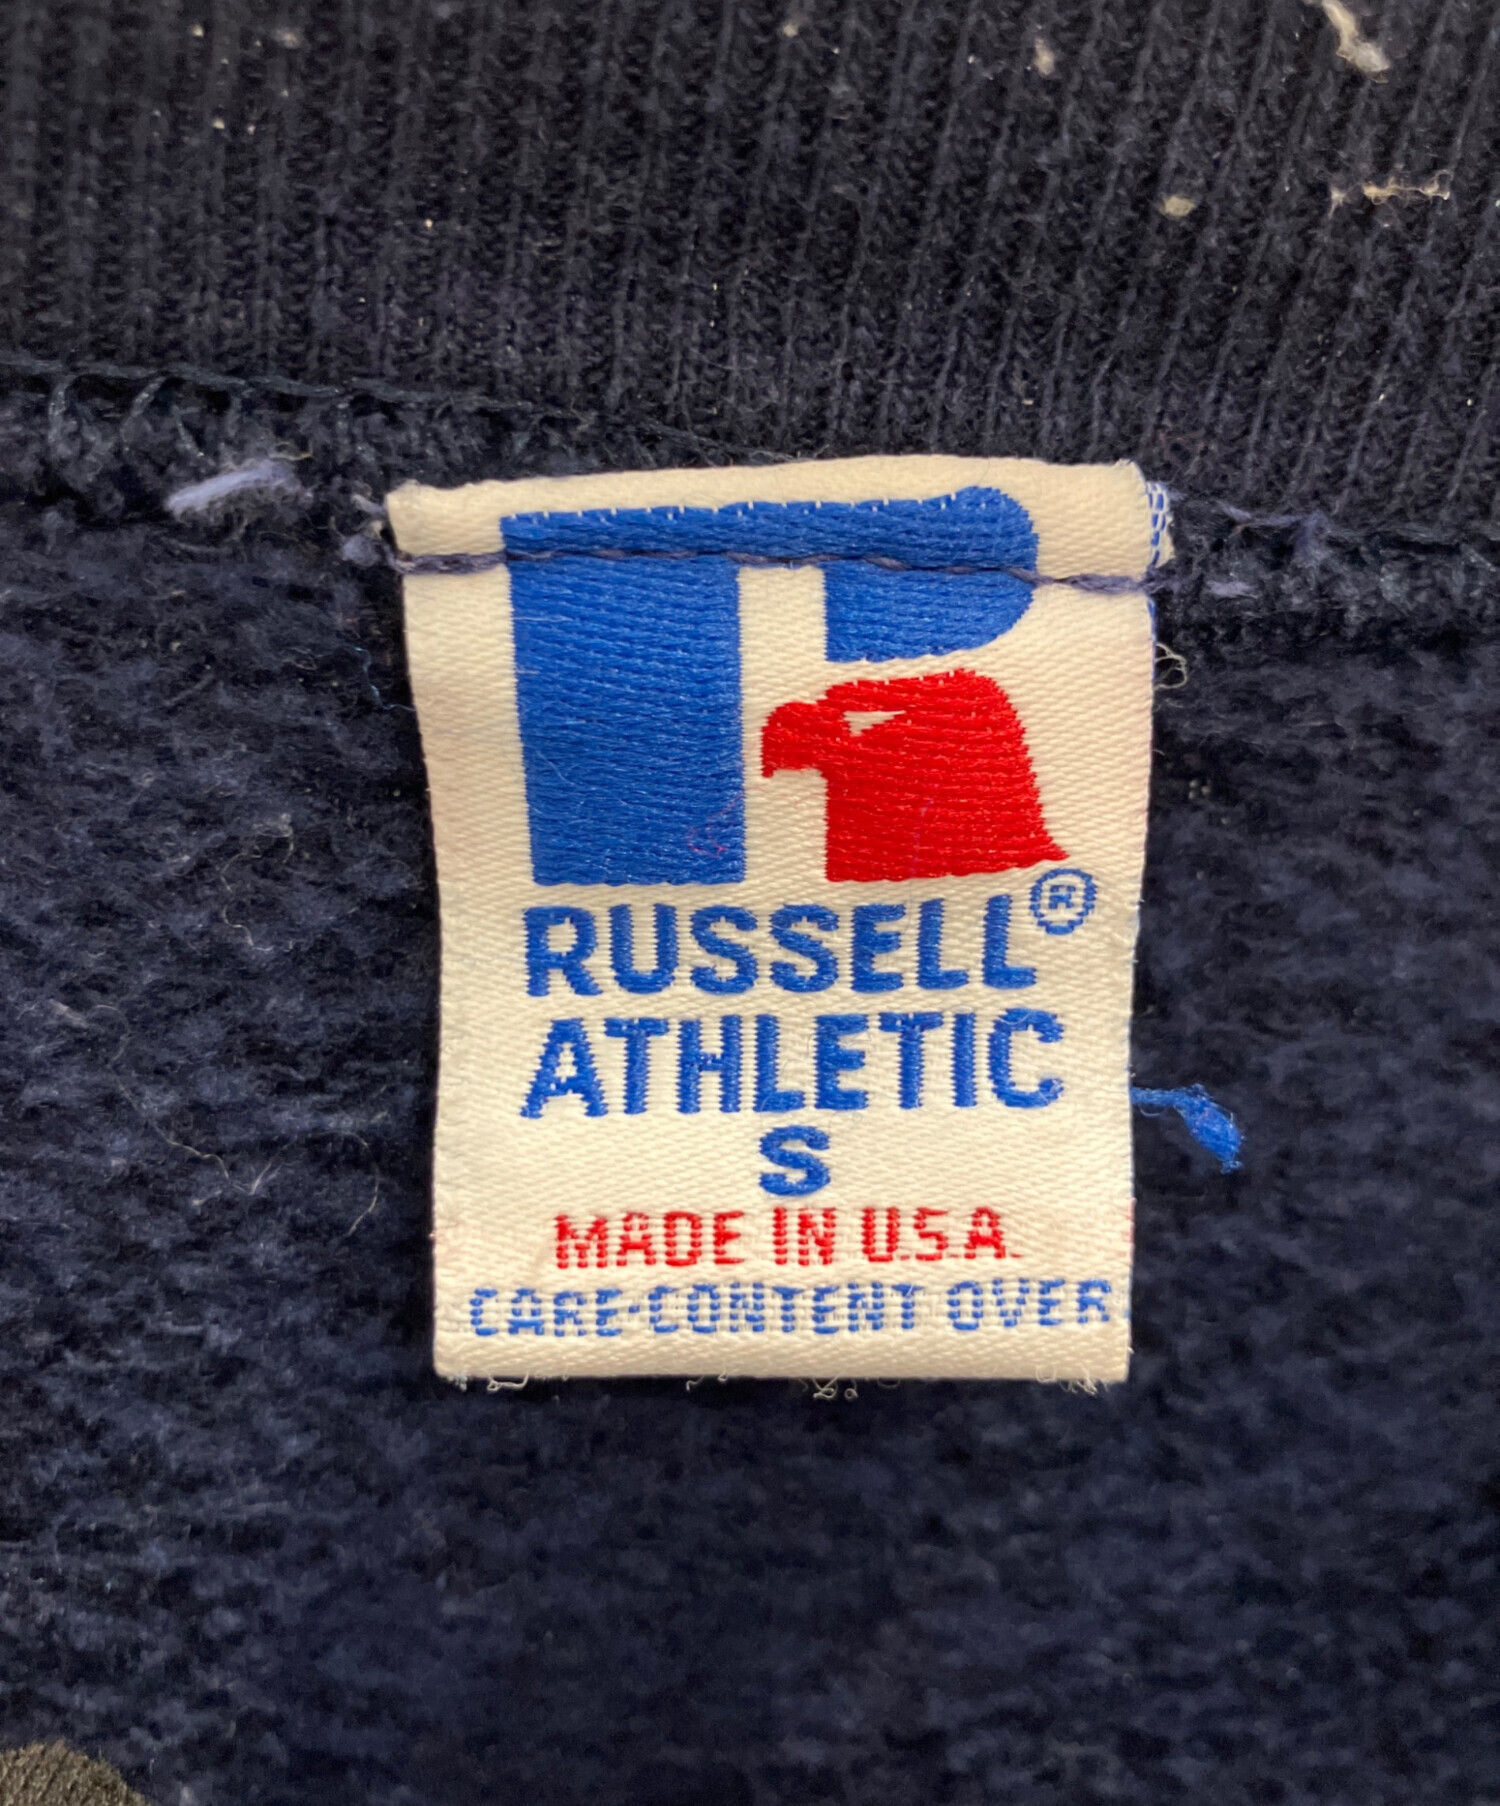 R
RUSSELL®
ATHLETIC
S
MADE IN U.S.A.
CARE·CONTENT OVER